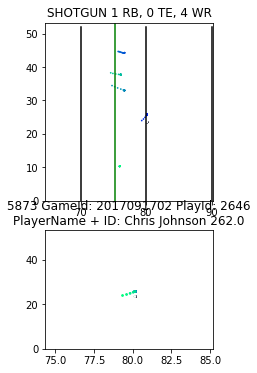 SHOTGUN 1 RB, 0 TE, 4 WR
50
40
30
20
10
0
70 80 90
5873 GameId: 2017091702 PlayId: 2646
PlayerName + ID: Chris Johnson 262.0
40
20
0
75.0 77.5 80.0 82.5 85.0